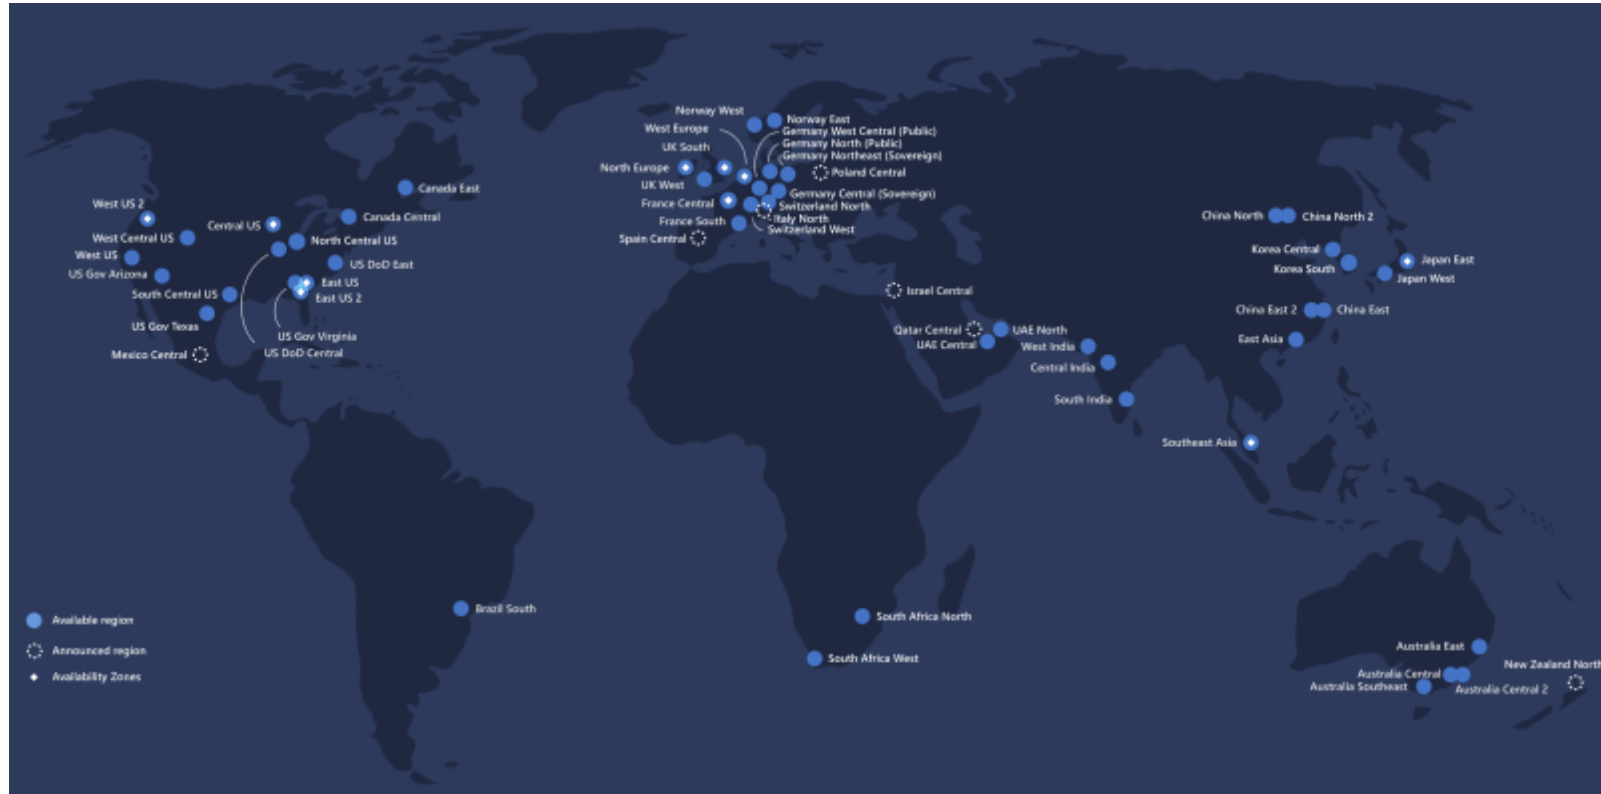 Norway West
Norway East
West Europe
Germany West Central (Public)
Germany North (Public)
UK South
Germany Northeast (Sovereign)
North Europe
Poland Central
UK West
Germany Central (Sovereign)
France Central
Switzerland North
Italy North
France South
Switzerland West
Spain Central
Canada East
West US 2
Canada Central
Central US
West Central US
North Central US
West US
US DoD East
US Gov Arizona
East US
South Central US
East US 2
US Gov Texas
US Gov Virginia
US DoD Central
Mexico Central
Israel Central
Qatar Central
UAE North
UAE Central
West India
Central India
South India
China North
China North 2
Korea Central
Korea South
Japan East
Japan West
China East 2
China East
East Asia
Southeast Asia
Brazil South
South Africa North
South Africa West
Australia East
New Zealand North
Australia Central
Australia Southeast
Australia Central 2
Available region
Announced region
Availability Zones